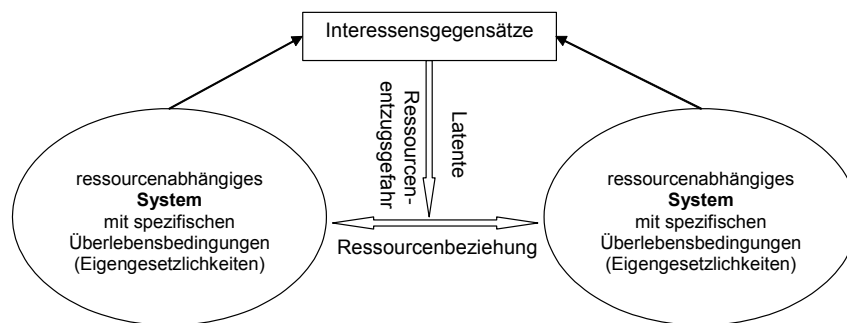 Interessensgegensätze
Latente
Ressourcen-
entzugsgefahr
ressourcenabhängiges
System
mit spezifischen
Überlebensbedingungen
(Eigengesetzlichkeiten)
Ressourcenbeziehung
ressourcenabhängiges
System
mit spezifischen
Überlebensbedingungen
(Eigengesetzlichkeiten)